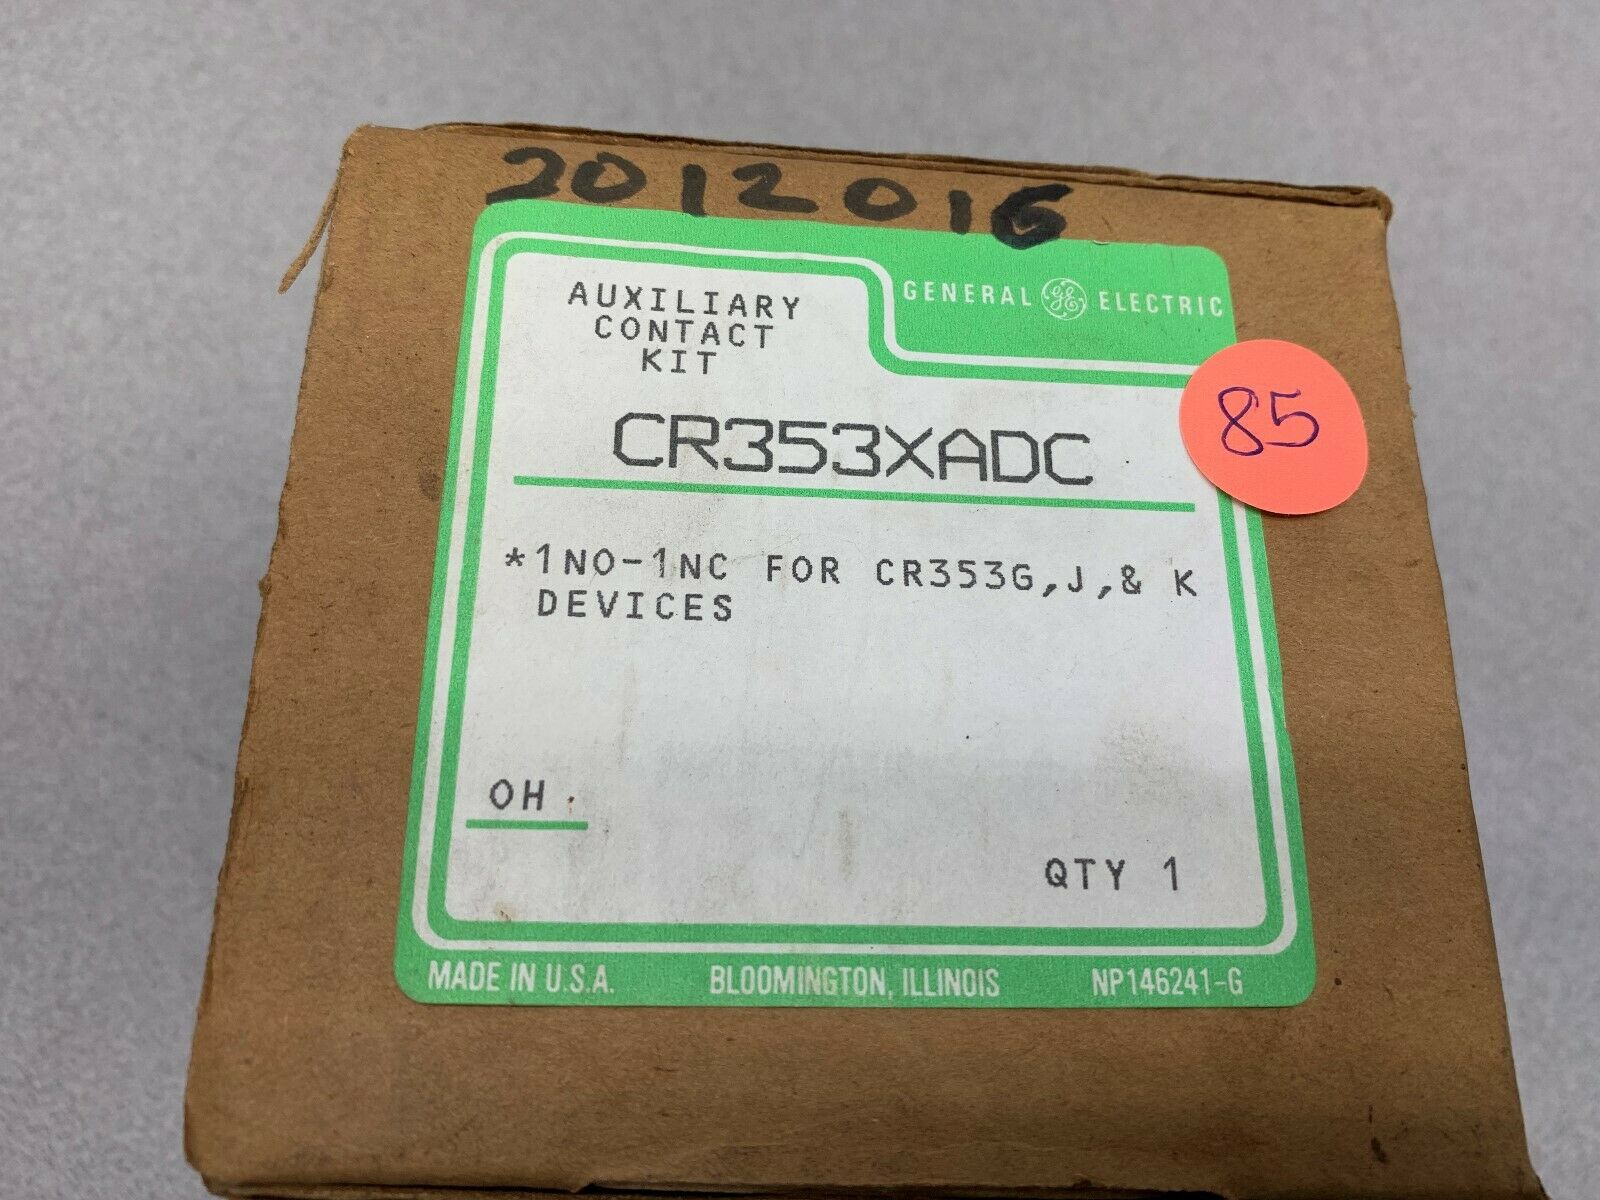 2012016
AUXILIARY
CONTACT
KIT
GENERAL GE ELECTRIC
CR353XADC
85
*1NO-1NC FOR CR353G,J,& K
DEVICES
OH
QTY 1
MADE IN U.S.A. BLOOMINGTON, ILLINOIS NP146241-G